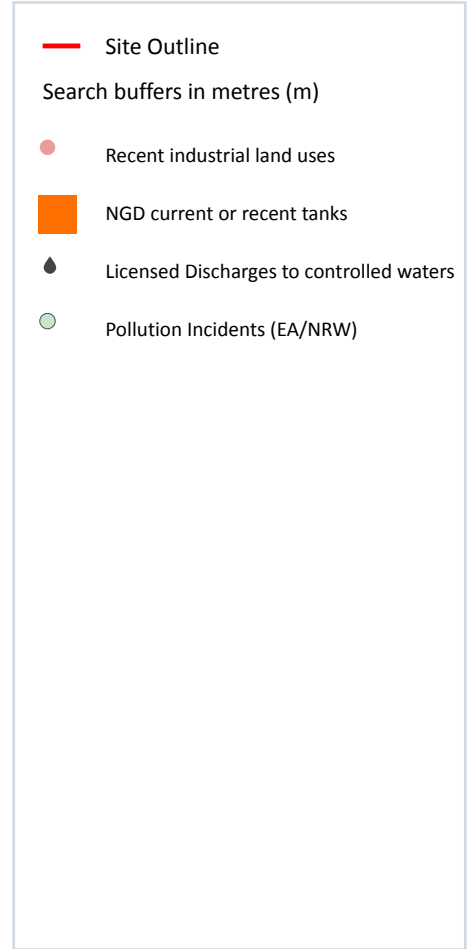 Site Outline
Search buffers in metres (m)
Recent industrial land uses
NGD current or recent tanks
Licensed Discharges to controlled waters
Pollution Incidents (EA/NRW)